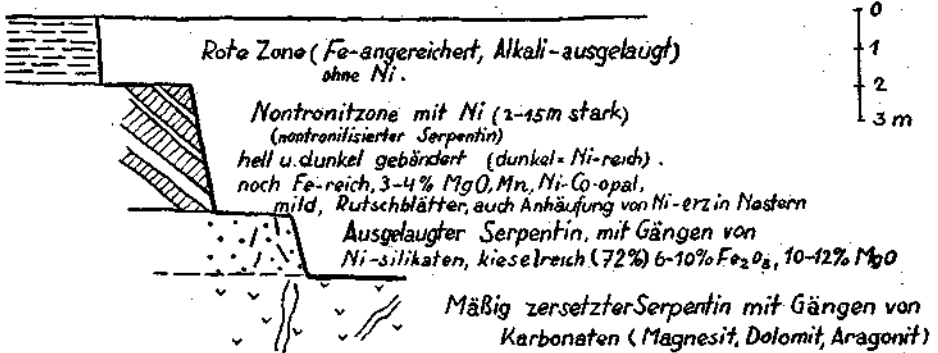 0
Rote Zone (Fe-angereichert, Alkali-ausgelaugt)
ohne Ni.
1
2
3 m
Nontronitzone mit Ni (2-15m stark)
(nontronitisierter Serpentin)
hell u. dunkel gebändert (dunkel = Ni-reich).
noch Fe-reich, 3-4% MgO, Mn, Ni-Co-opal,
mild, Rutschblätter, auch Anhäufung von Ni-erz in Nestern
Ausgelaugter Serpentin, mit Gängen von
Ni-silikaten, kieselreich (72%) 6-10% Fe₂O₃, 10-12% MgO
Mäßig zersetzter Serpentin mit Gängen von
Karbonaten (Magnesit, Dolomit, Aragonit)